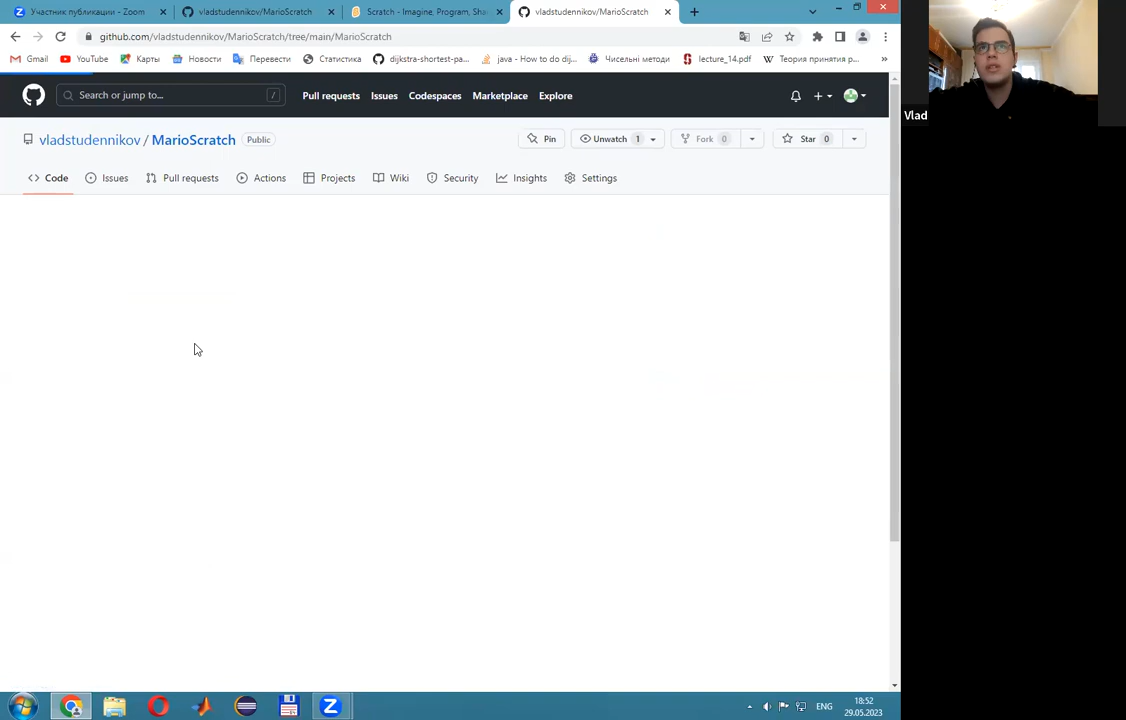 Участник публикации - Zoom
vladstudennikov/MarioScratch
Scratch - Imagine, Program, Sha
vladstudennikov/MarioScratch
github.com/vladstudennikov/MarioScratch/tree/main/MarioScratch
Gmail
YouTube
Карты
Новости
Перевести
Статистика
dijkstra-shortest-pa...
java - How to do dij...
Чисельні методи
lecture_14.pdf
Теория принятия р...
»
Search or jump to...
/
Pull requests
Issues
Codespaces
Marketplace
Explore
vladstudennikov / MarioScratch
Public
Pin
Unwatch 1
Fork 0
Star 0
Code
Issues
Pull requests
Actions
Projects
Wiki
Security
Insights
Settings
Vlad
ENG
18:52
29.05.2023